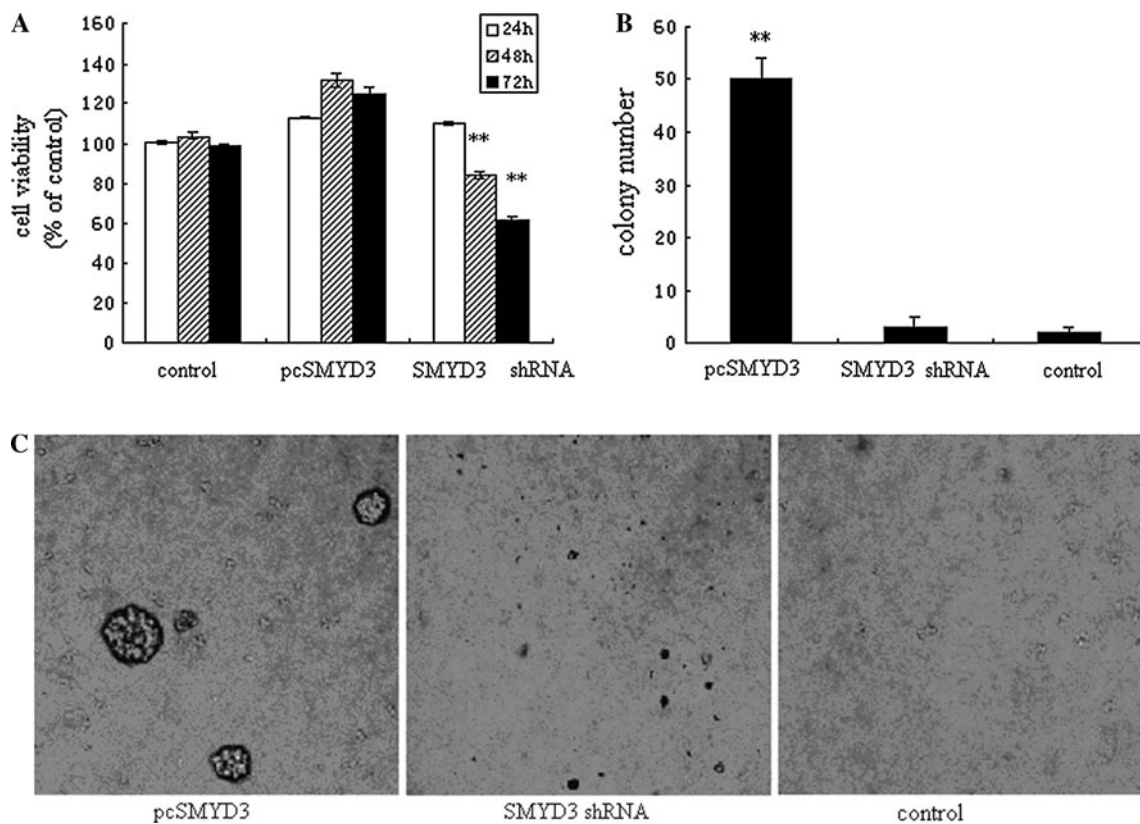 A
160
140
120
100
80
60
40
20
0
cell viability
(% of control)
24h
48h
72h
**
**
control
pcSMYD3
SMYD3 shRNA
B
60
50
40
30
20
10
0
colony number
**
pcSMYD3
SMYD3 shRNA
control
C
pcSMYD3
SMYD3 shRNA
control